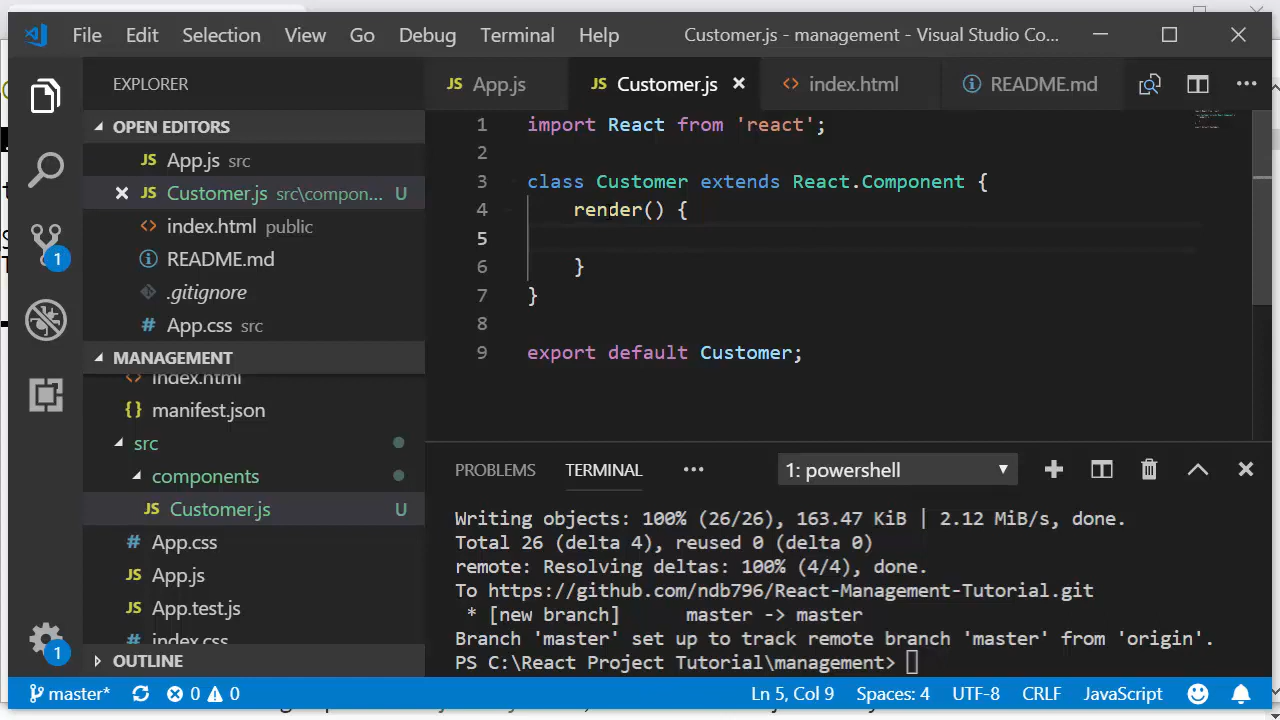 File Edit Selection View Go Debug Terminal Help Customer.js - management - Visual Studio Co...
EXPLORER
OPEN EDITORS
App.js src
Customer.js src\compon... U
index.html public
README.md
.gitignore
App.css src
MANAGEMENT
index.html
manifest.json
src
components
Customer.js U
App.css
App.js
App.test.js
index.css
OUTLINE
JS App.js JS Customer.js index.html README.md
1 import React from 'react';
2
3 class Customer extends React.Component {
4 render() {
5
6 }
7 }
8
9 export default Customer;
PROBLEMS TERMINAL ••• 1: powershell
Writing objects: 100% (26/26), 163.47 KiB | 2.12 MiB/s, done.
Total 26 (delta 4), reused 0 (delta 0)
remote: Resolving deltas: 100% (4/4), done.
To https://github.com/ndb796/React-Management-Tutorial.git
* [new branch] master -> master
Branch 'master' set up to track remote branch 'master' from 'origin'.
PS C:\React Project Tutorial\management>
master* 0 0 Ln 5, Col 9 Spaces: 4 UTF-8 CRLF JavaScript